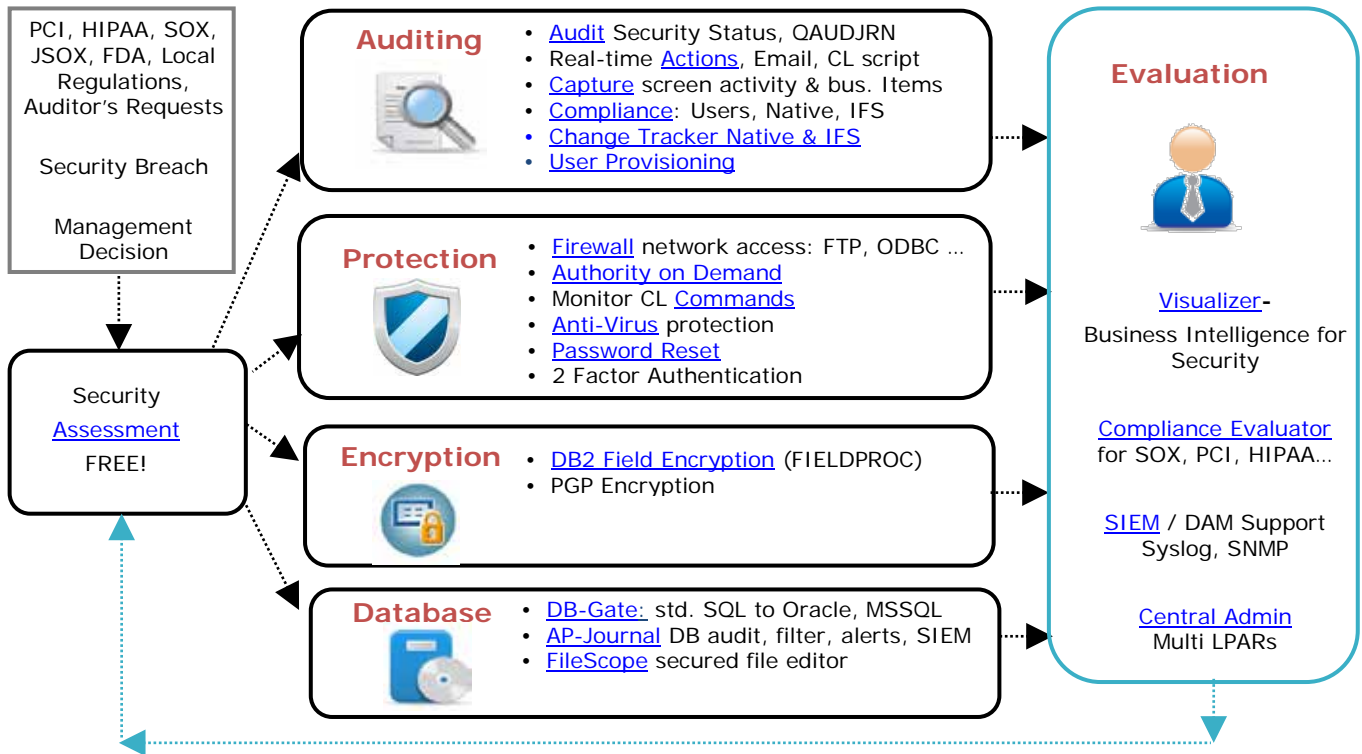 PCI, HIPAA, SOX,
JSOX, FDA, Local
Regulations,
Auditor's Requests
Security Breach
Management
Decision
Security
Assessment
FREE!
Auditing
• Audit Security Status, QAUDJRN
• Real-time Actions, Email, CL script
• Capture screen activity & bus. Items
• Compliance: Users, Native, IFS
• Change Tracker Native & IFS
• User Provisioning
Protection
• Firewall network access: FTP, ODBC ...
• Authority on Demand
• Monitor CL Commands
• Anti-Virus protection
• Password Reset
• 2 Factor Authentication
Encryption
• DB2 Field Encryption (FIELDPROC)
• PGP Encryption
Database
• DB-Gate: std. SQL to Oracle, MSSQL
• AP-Journal DB audit, filter, alerts, SIEM
• FileScope secured file editor
Evaluation
Visualizer-
Business Intelligence for
Security
Compliance Evaluator
for SOX, PCI, HIPAA...
SIEM / DAM Support
Syslog, SNMP
Central Admin
Multi LPARs